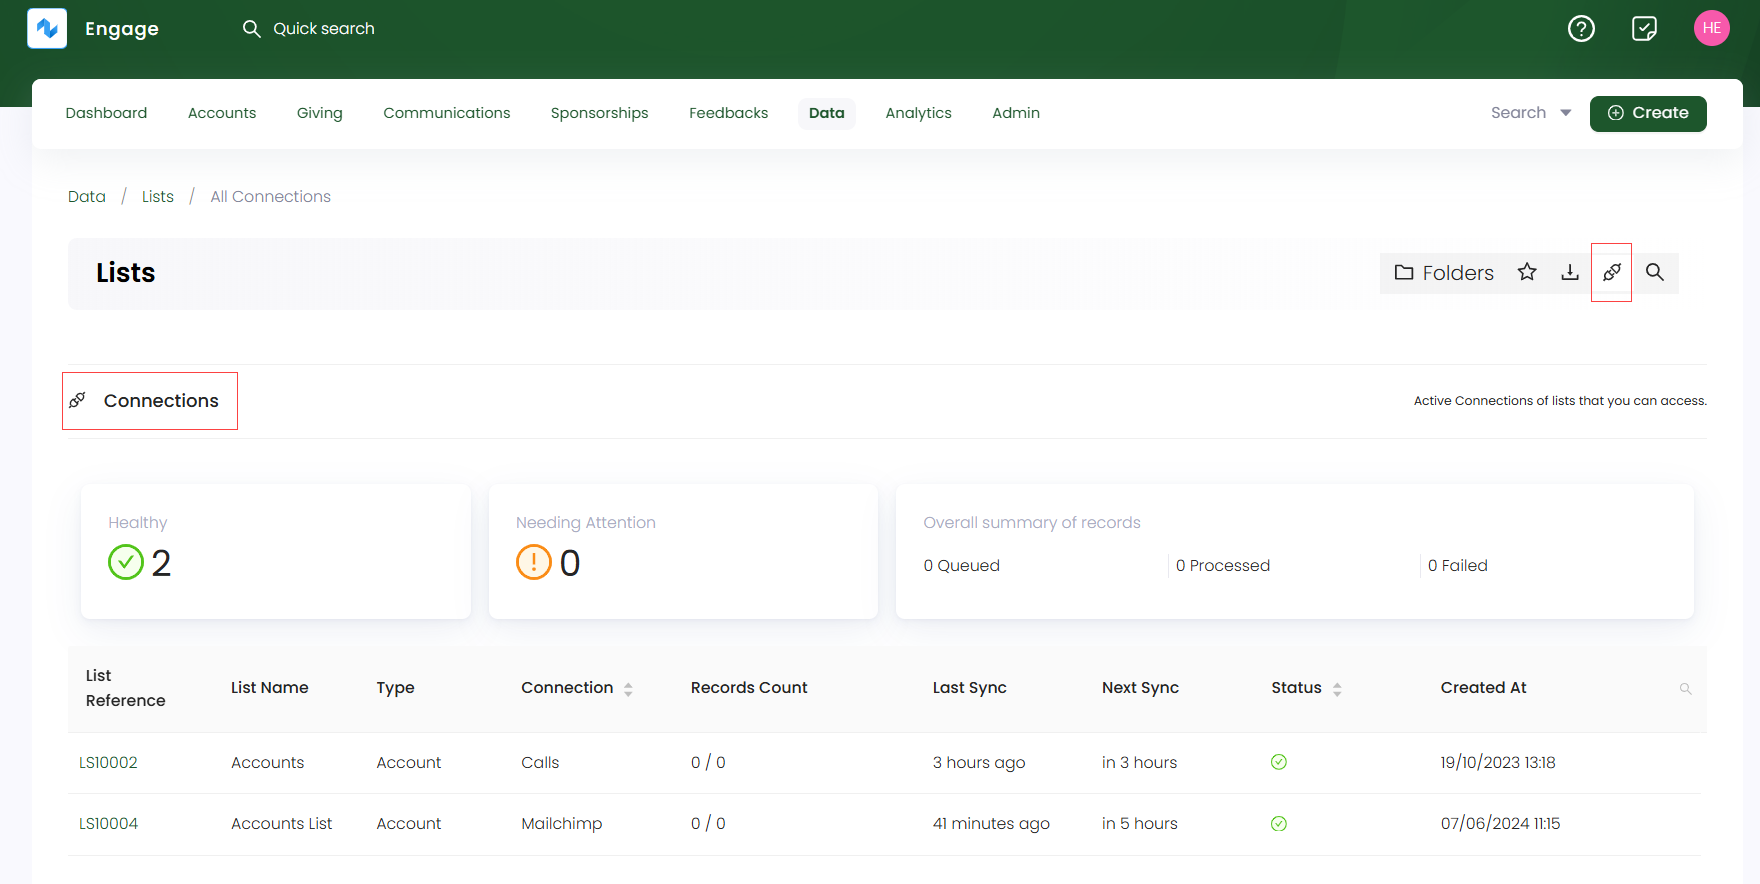 Engage
Quick search
HE
Dashboard Accounts Giving Communications Sponsorships Feedbacks Data Analytics Admin Search Create
Data / Lists / All Connections
Lists
Folders
Connections
Active Connections of lists that you can access.
Healthy
2
Needing Attention
0
Overall summary of records
0 Queued 0 Processed 0 Failed
List Reference List Name Type Connection Records Count Last Sync Next Sync Status Created At
LS10002 Accounts Account Calls 0 / 0 3 hours ago in 3 hours 19/10/2023 13:18
LS10004 Accounts List Account Mailchimp 0 / 0 41 minutes ago in 5 hours 07/06/2024 11:15